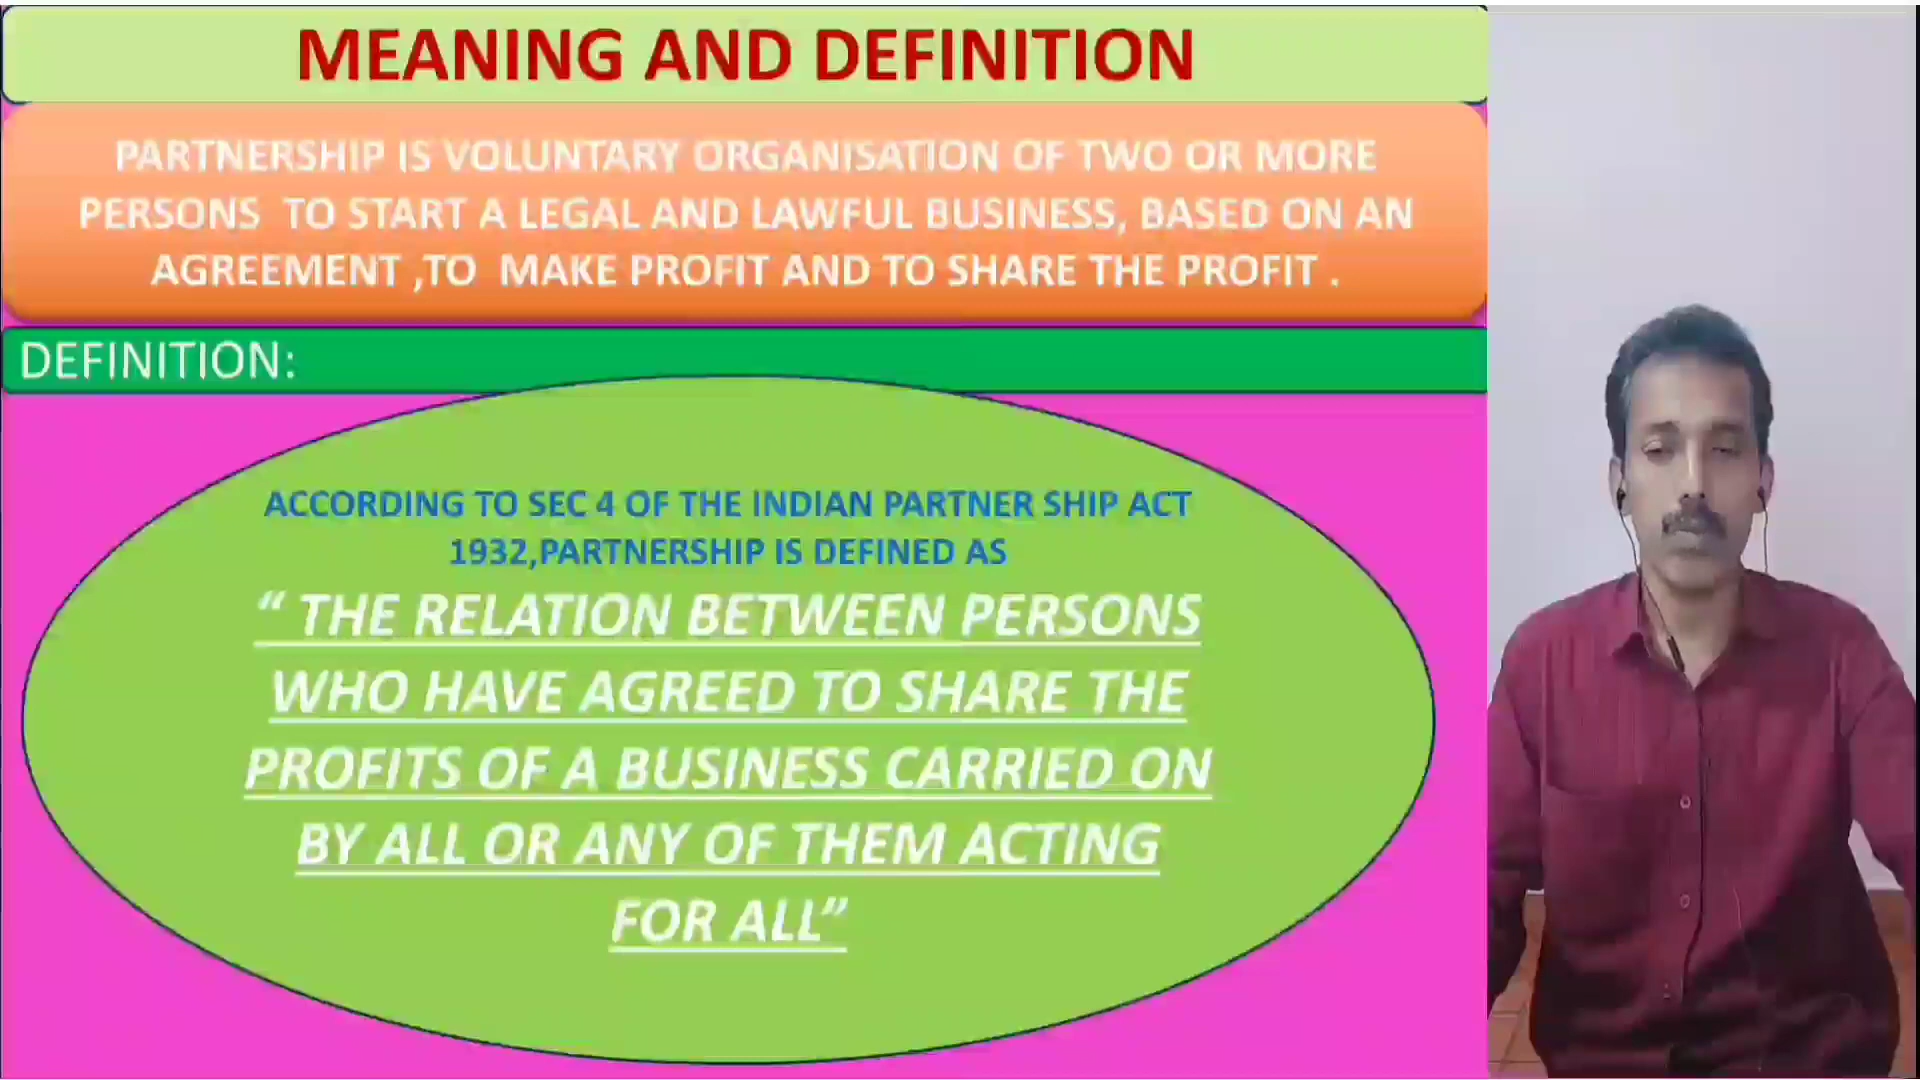 MEANING AND DEFINITION
PARTNERSHIP IS VOLUNTARY ORGANISATION OF TWO OR MORE
PERSONS TO START A LEGAL AND LAWFUL BUSINESS, BASED ON AN
AGREEMENT ,TO MAKE PROFIT AND TO SHARE THE PROFIT .
DEFINITION:
ACCORDING TO SEC 4 OF THE INDIAN PARTNER SHIP ACT
1932,PARTNERSHIP IS DEFINED AS
“ THE RELATION BETWEEN PERSONS
WHO HAVE AGREED TO SHARE THE
PROFITS OF A BUSINESS CARRIED ON
BY ALL OR ANY OF THEM ACTING
FOR ALL”